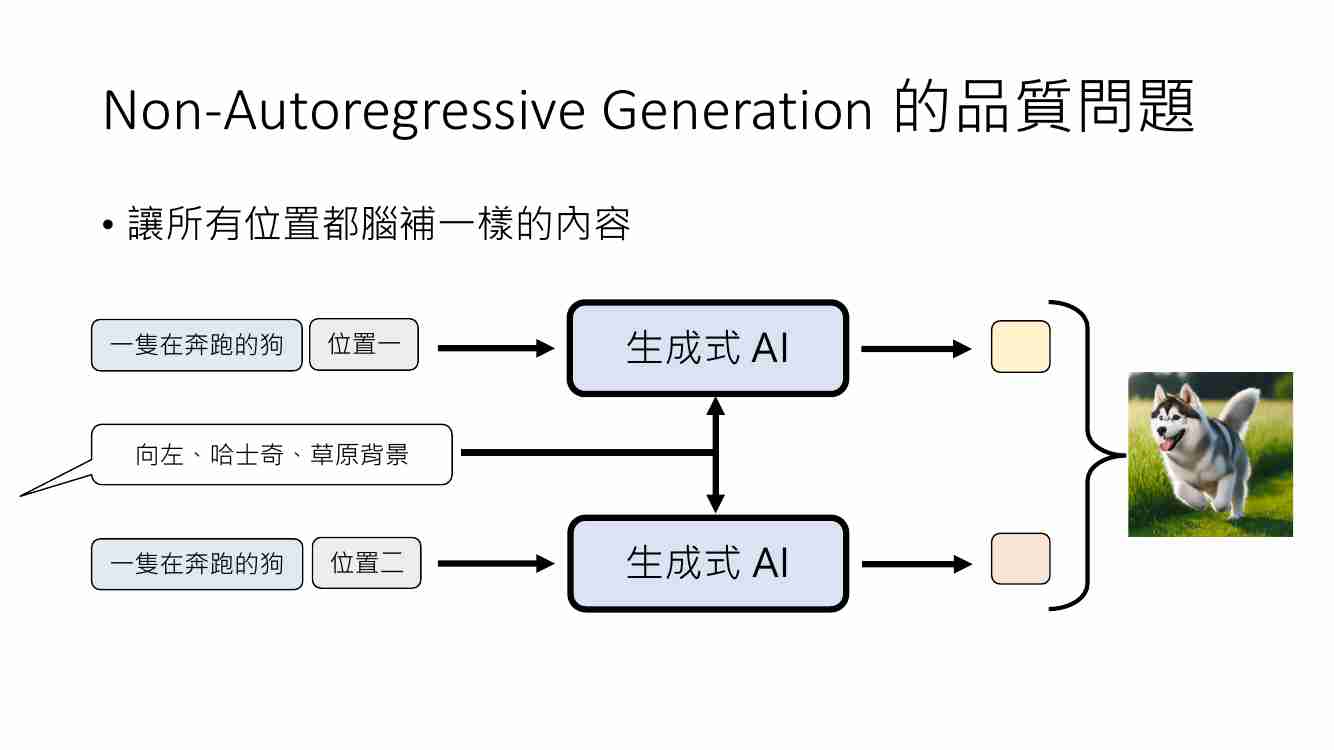 Non-Autoregressive Generation 的品質問題
• 讓所有位置都腦補一樣的內容
一隻在奔跑的狗 位置一 生成式 AI
向左、哈士奇、草原背景
一隻在奔跑的狗 位置二 生成式 AI